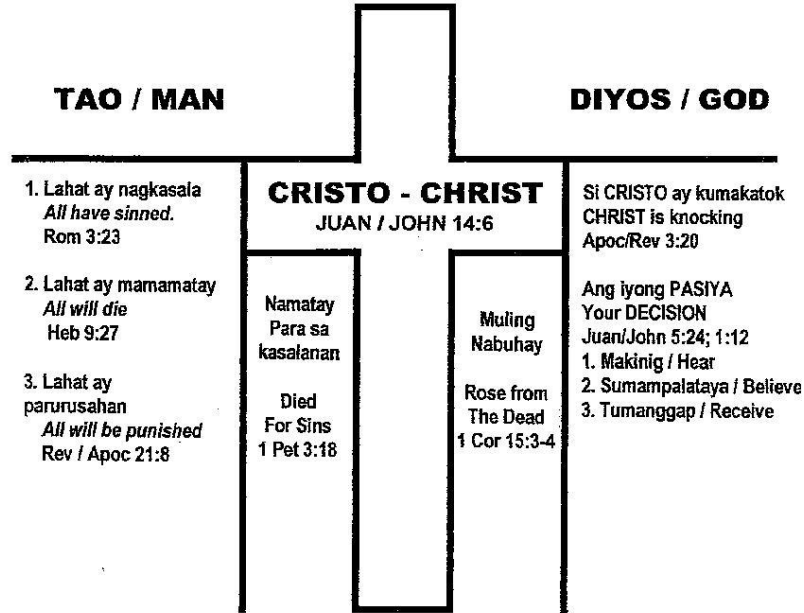 TAO / MAN
DIYOS / GOD
1. Lahat ay nagkasala
All have sinned.
Rom 3:23
2. Lahat ay mamamatay
All will die
Heb 9:27
3. Lahat ay
parurusahan
All will be punished
Rev / Apoc 21:8
CRISTO - CHRIST
JUAN / JOHN 14:6
Namatay
Para sa
kasalanan
Died
For Sins
1 Pet 3:18
Muling
Nabuhay
Rose from
The Dead
1 Cor 15:3-4
Si CRISTO ay kumakatok
CHRIST is knocking
Apoc/Rev 3:20
Ang iyong PASIYA
Your DECISION
Juan/John 5:24; 1:12
1. Makinig / Hear
2. Sumampalataya / Believe
3. Tumanggap / Receive